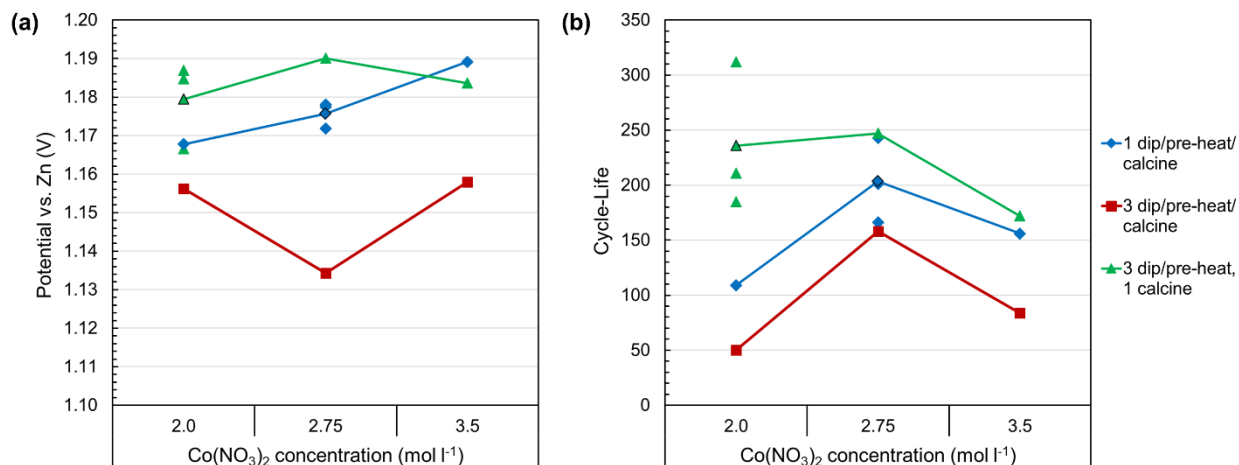 (a)
1.20
1.19
1.18
1.17
1.16
1.15
1.14
1.13
1.12
1.11
1.10
Potential vs. Zn (V)
2.0 2.75 3.5
Co(NO₃)₂ concentration (mol l⁻¹)
(b)
350
300
250
200
150
100
50
0
Cycle-Life
2.0 2.75 3.5
Co(NO₃)₂ concentration (mol l⁻¹)
1 dip/pre-heat/
calcine
3 dip/pre-heat/
calcine
3 dip/pre-heat,
1 calcine